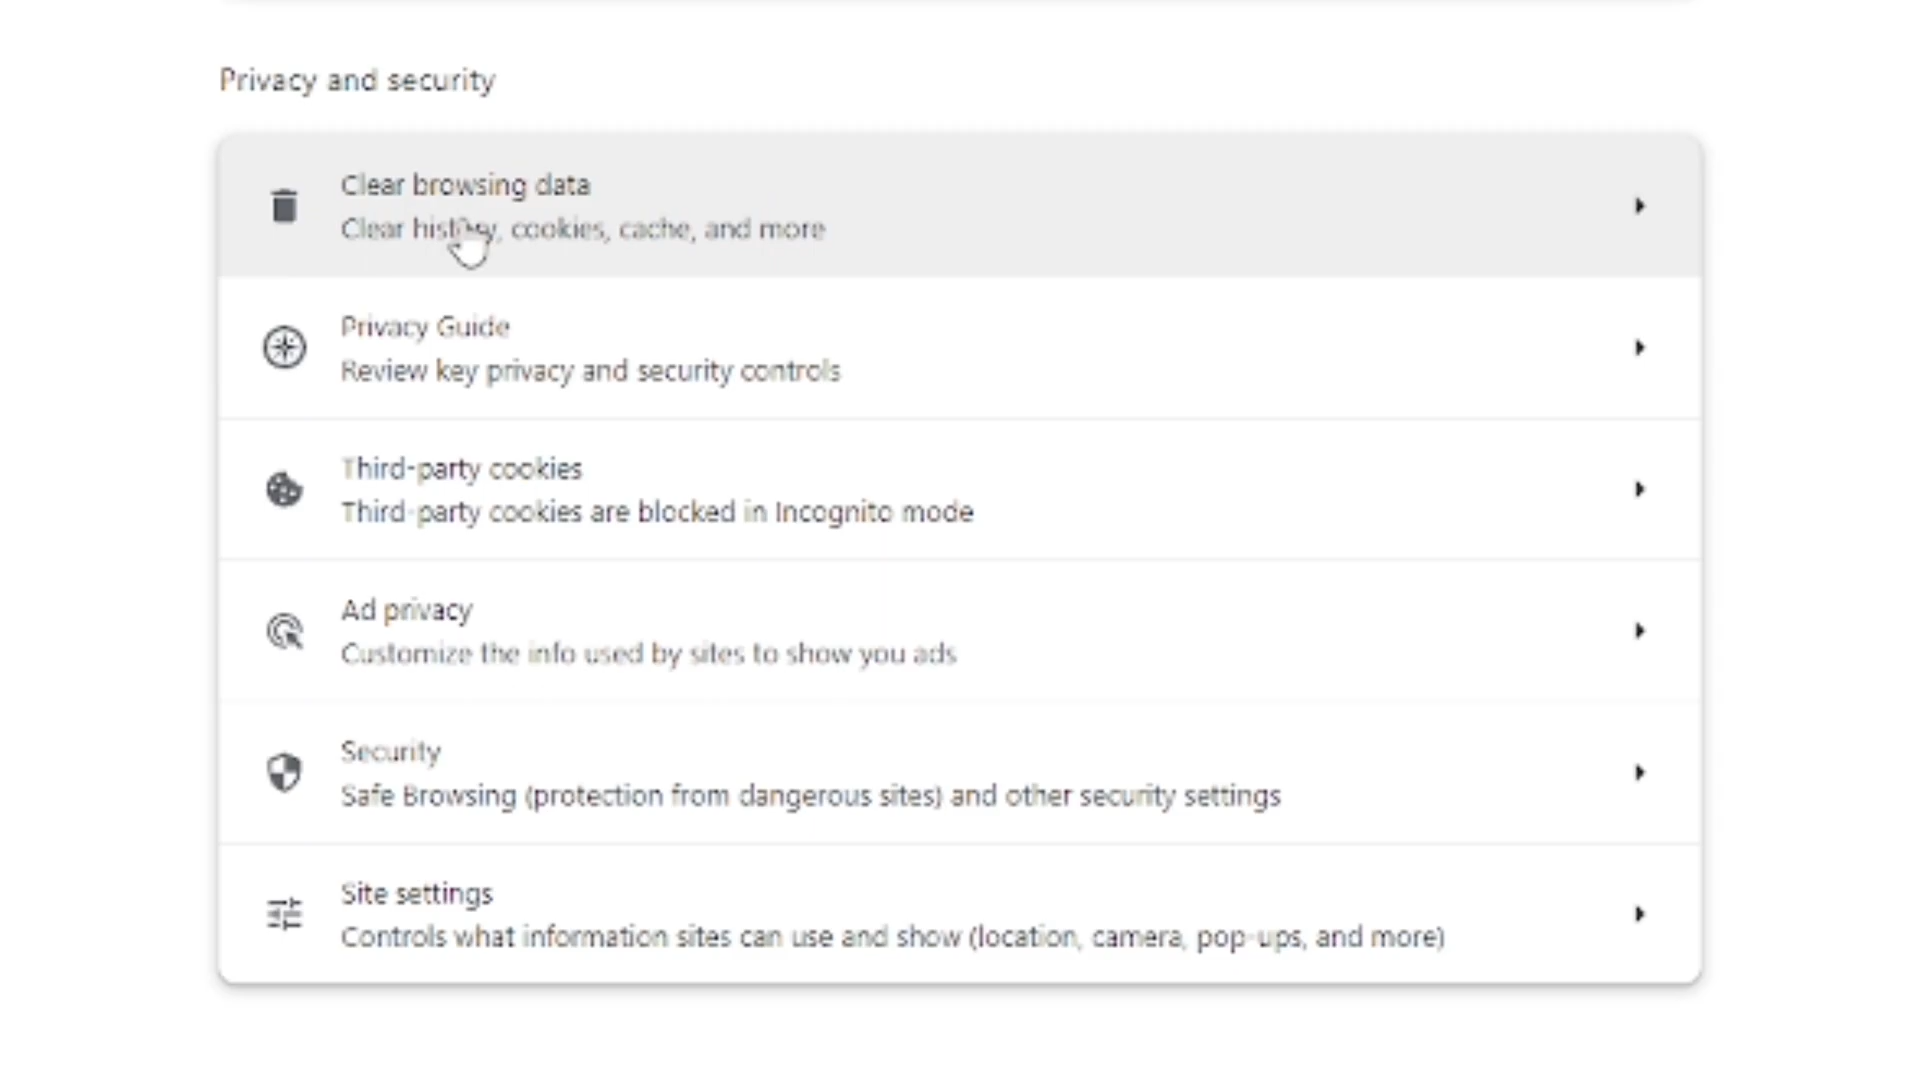 Privacy and security
Clear browsing data
Clear history, cookies, cache, and more
Privacy Guide
Review key privacy and security controls
Third-party cookies
Third-party cookies are blocked in Incognito mode
Ad privacy
Customize the info used by sites to show you ads
Security
Safe Browsing (protection from dangerous sites) and other security settings
Site settings
Controls what information sites can use and show (location, camera, pop-ups, and more)